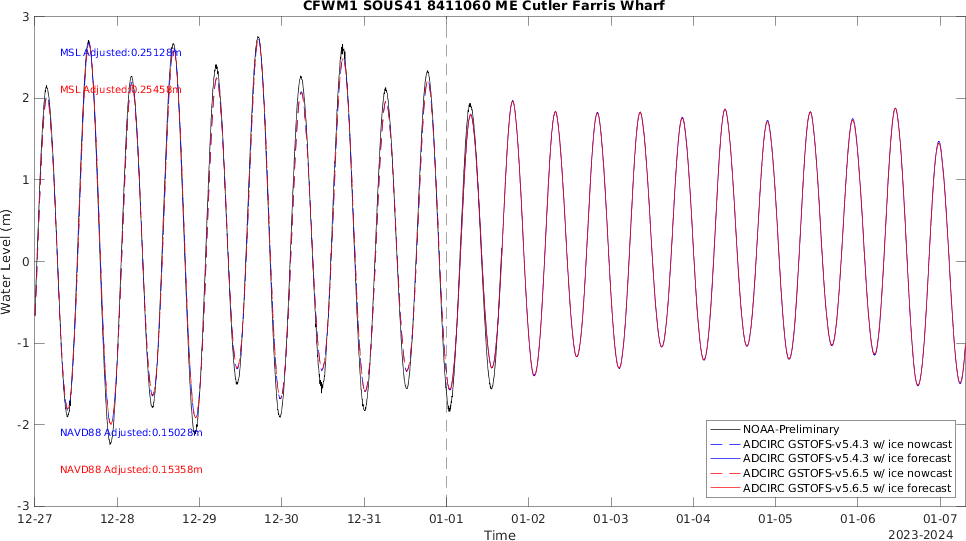 CFWM1 SOUS41 8411060 ME Cutler Farris Wharf
3
2
1
0
-1
-2
-3
Water Level (m)
MSL Adjusted:0.25128m
MSL Adjusted:0.25458m
NAVD88 Adjusted:0.15028m
NAVD88 Adjusted:0.15358m
NOAA-Preliminary
ADCIRC GSTOFS-v5.4.3 w/ ice nowcast
ADCIRC GSTOFS-v5.4.3 w/ ice forecast
ADCIRC GSTOFS-v5.6.5 w/ ice nowcast
ADCIRC GSTOFS-v5.6.5 w/ ice forecast
12-27 12-28 12-29 12-30 12-31 01-01 01-02 01-03 01-04 01-05 01-06 01-07
Time
2023-2024